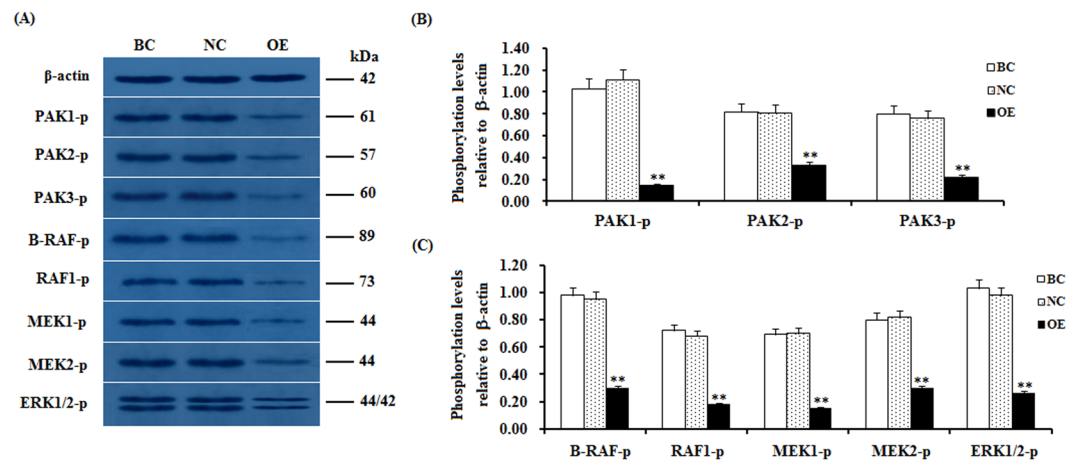 (A)
BC NC OE
kDa
β-actin 42
PAK1-p 61
PAK2-p 57
PAK3-p 60
B-RAF-p 89
RAF1-p 73
MEK1-p 44
MEK2-p 44
ERK1/2-p 44/42
(B)
Phosphorylation levels
relative to β-actin
1.40
1.20
1.00
0.80
0.60
0.40
0.20
0.00
** ** **
PAK1-p PAK2-p PAK3-p
BC
NC
OE
(C)
Phosphorylation levels
relative to β-actin
1.20
1.00
0.80
0.60
0.40
0.20
0.00
** ** ** ** **
B-RAF-p RAF1-p MEK1-p MEK2-p ERK1/2-p
BC
NC
OE